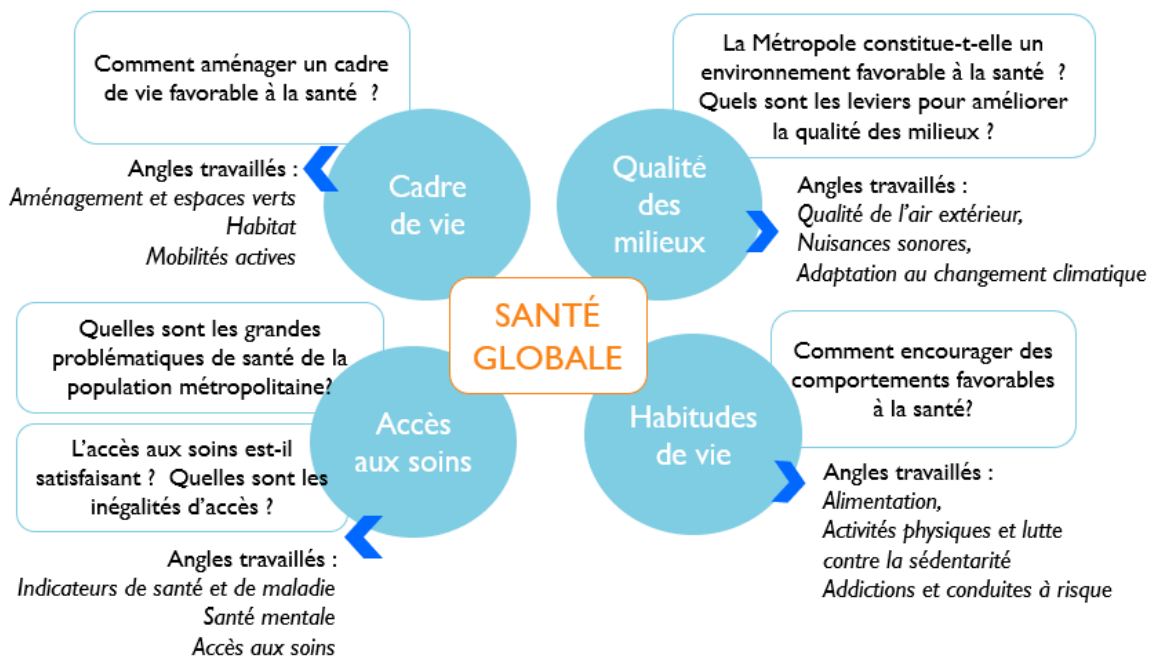 Comment aménager un cadre
de vie favorable à la santé ?
Cadre
de vie
Angles travaillés :
Aménagement et espaces verts
Habitat
Mobilités actives
La Métropole constitue-t-elle un
environnement favorable à la santé ?
Quels sont les leviers pour améliorer
la qualité des milieux ?
Qualité
des
milieux
Angles travaillés :
Qualité de l'air extérieur,
Nuisances sonores,
Adaptation au changement climatique
SANTÉ
GLOBALE
Quelles sont les grandes
problématiques de santé de la
population métropolitaine?
L'accès aux soins est-il
satisfaisant ? Quelles sont les
inégalités d'accès ?
Accès
aux soins
Angles travaillés :
Indicateurs de santé et de maladie
Santé mentale
Accès aux soins
Comment encourager des
comportements favorables
à la santé?
Habitudes
de vie
Angles travaillés :
Alimentation,
Activités physiques et lutte
contre la sédentarité
Addictions et conduites à risque